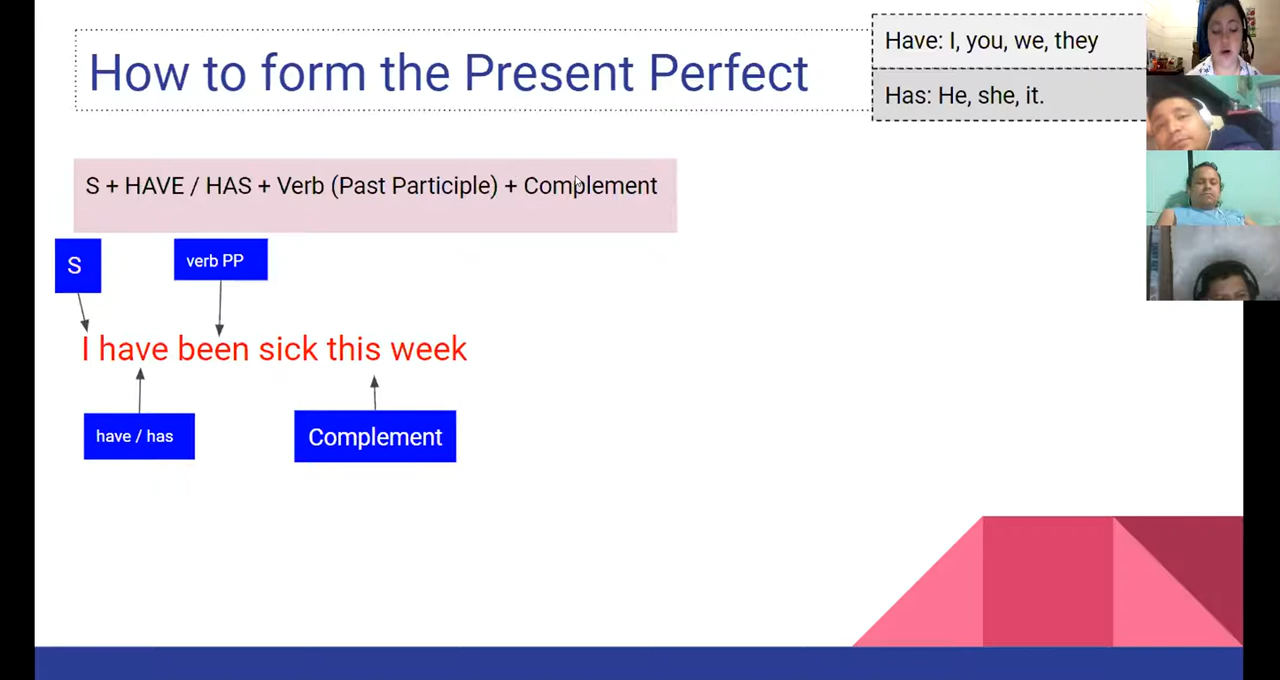 How to form the Present Perfect
Have: I, you, we, they
Has: He, she, it.
S + HAVE / HAS + Verb (Past Participle) + Complement
S
verb PP
I have been sick this week
have / has
Complement